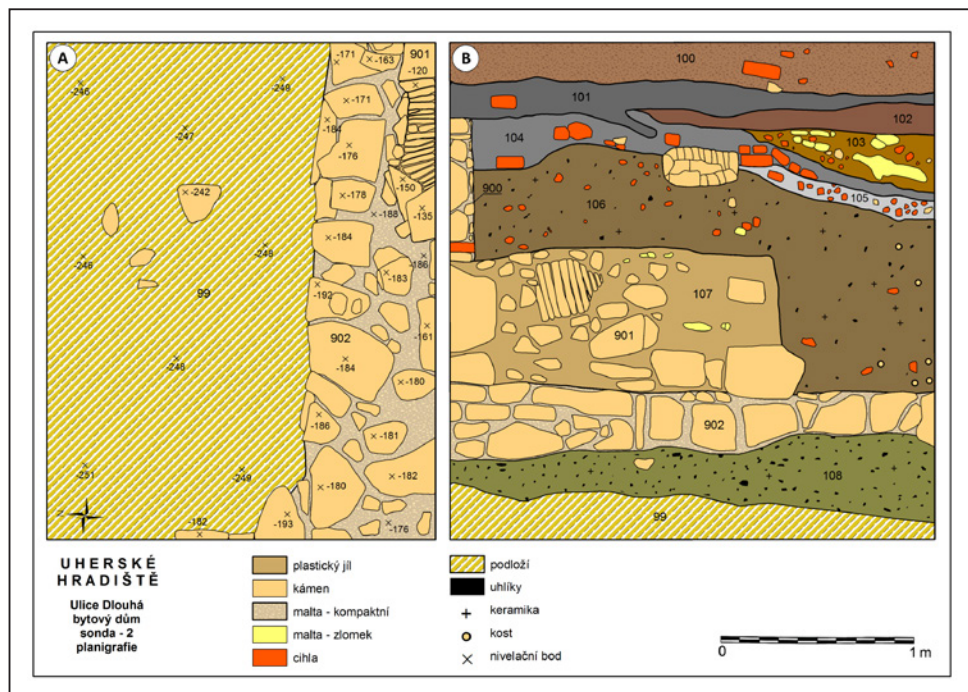 A
-171
-163
901
-120
-246
-249
-171
-184
-247
-176
-242
-178
-150
-188
-135
-184
-246
-248
-186
-183
-192
99
902
-161
-248
-184
-180
-186
-181
-251
-249
-180
-182
-182
-193
-176
N
B
100
101
102
104
103
900
105
106
107
901
902
108
99
UHERSKÉ
HRADIŠTĚ
Ulice Dlouhá
bytový dům
sonda - 2
planigrafie
plastický jíl
kámen
malta - kompaktní
malta - zlomek
cihla
podloží
uhlíky
keramika
kost
nivelační bod
0
1 m